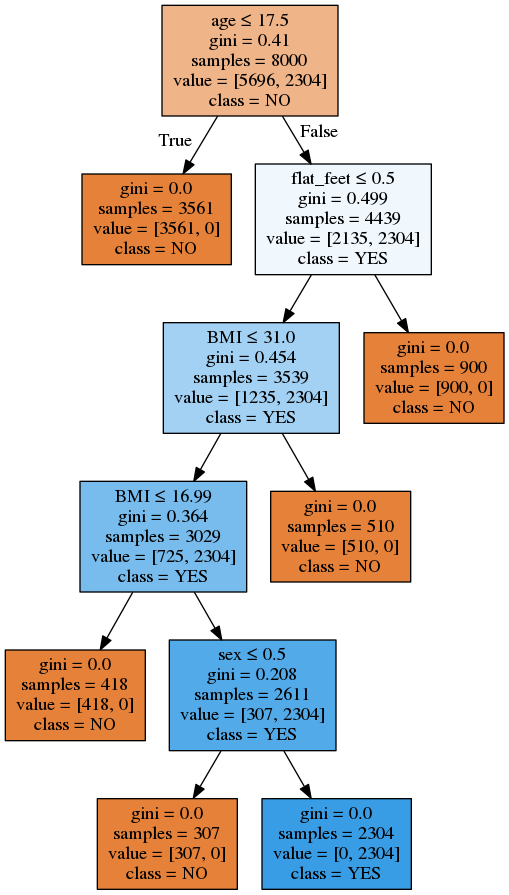 age ≤ 17.5
gini = 0.41
samples = 8000
value = [5696, 2304]
class = NO
True
False
gini = 0.0
samples = 3561
value = [3561, 0]
class = NO
flat_feet ≤ 0.5
gini = 0.499
samples = 4439
value = [2135, 2304]
class = YES
BMI ≤ 31.0
gini = 0.454
samples = 3539
value = [1235, 2304]
class = YES
gini = 0.0
samples = 900
value = [900, 0]
class = NO
BMI ≤ 16.99
gini = 0.364
samples = 3029
value = [725, 2304]
class = YES
gini = 0.0
samples = 510
value = [510, 0]
class = NO
gini = 0.0
samples = 418
value = [418, 0]
class = NO
sex ≤ 0.5
gini = 0.208
samples = 2611
value = [307, 2304]
class = YES
gini = 0.0
samples = 307
value = [307, 0]
class = NO
gini = 0.0
samples = 2304
value = [0, 2304]
class = YES